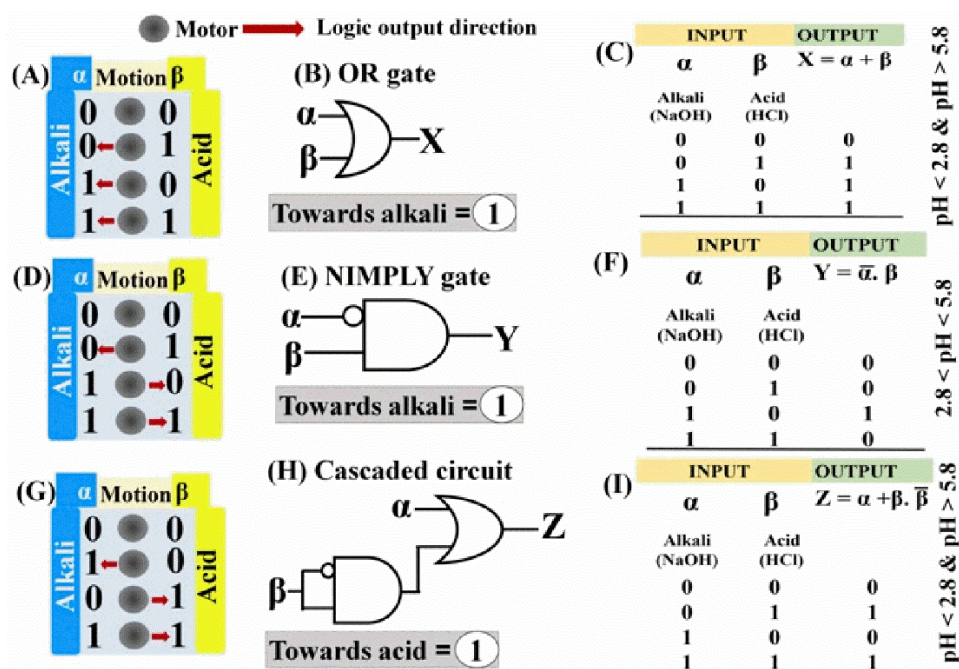 Motor Logic output direction
(A) α Motion β
Alkali
0 0
0 1
1 0
1 1
Acid
(B) OR gate
α
β
X
Towards alkali = 1
(C) INPUT OUTPUT
α β X = α + β
Alkali (NaOH) Acid (HCl)
0 0 0
0 1 1
1 0 1
1 1 1
pH < 2.8 & pH > 5.8
(D) α Motion β
Alkali
0 0
0 1
1 0
1 1
Acid
(E) NIMPLY gate
α
β
Y
Towards alkali = 1
(F) INPUT OUTPUT
α β Y = α̅. β
Alkali (NaOH) Acid (HCl)
0 0 0
0 1 0
1 0 1
1 1 0
2.8 < pH < 5.8
(G) α Motion β
Alkali
0 0
1 0
0 1
1 1
Acid
(H) Cascaded circuit
α
β
Z
Towards acid = 1
(I) INPUT OUTPUT
α β Z = α +β. β̅
Alkali (NaOH) Acid (HCl)
0 0 0
0 1 1
1 0 0
1 1 1
pH < 2.8 & pH > 5.8